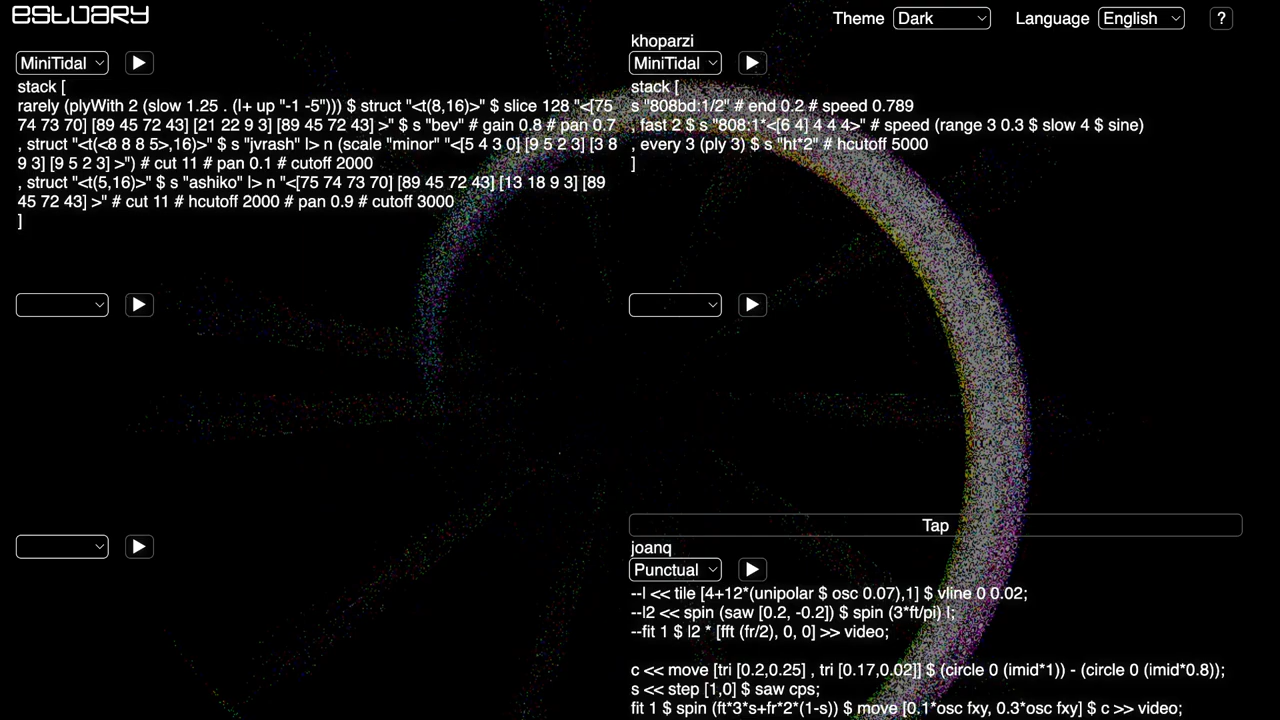 estuary
Theme Dark Language English ?
MiniTidal
stack [
rarely (plyWith 2 (slow 1.25 . (|+ up "-1 -5"))) $ struct "<t(8,16)>" $ slice 128 "<[75
74 73 70] [89 45 72 43] [21 22 9 3] [89 45 72 43] >" $ s "bev" # gain 0.8 # pan 0.7
, struct "<t(<8 8 8 5>,16)>" $ s "jvrash" |> n (scale "minor" "<[5 4 3 0] [9 5 2 3] [3 8
9 3] [9 5 2 3] >") # cut 11 # pan 0.1 # cutoff 2000
, struct "<t(5,16)>" $ s "ashiko" |> n "<[75 74 73 70] [89 45 72 43] [13 18 9 3] [89
45 72 43] >" # cut 11 # hcutoff 2000 # pan 0.9 # cutoff 3000
]
khoparzi
MiniTidal
stack [
s "808bd:1/2" # end 0.2 # speed 0.789
, fast 2 $ s "808:1*<[6 4] 4 4 4>" # speed (range 3 0.3 $ slow 4 $ sine)
, every 3 (ply 3) $ s "ht*2" # hcutoff 5000
]
Tap
joanq
Punctual
--l << tile [4+12*(unipolar $ osc 0.07),1] $ vline 0 0.02;
--l2 << spin (saw [0.2, -0.2]) $ spin (3*ft/pi) l;
--fit 1 $ l2 * [fft (fr/2), 0, 0] >> video;
c << move [tri [0.2,0.25] , tri [0.17,0.02]] $ (circle 0 (imid*1)) - (circle 0 (imid*0.8));
s << step [1,0] $ saw cps;
fit 1 $ spin (ft*3*s+fr*2*(1-s)) $ move [0.1*osc fxy, 0.3*osc fxy] $ c >> video;